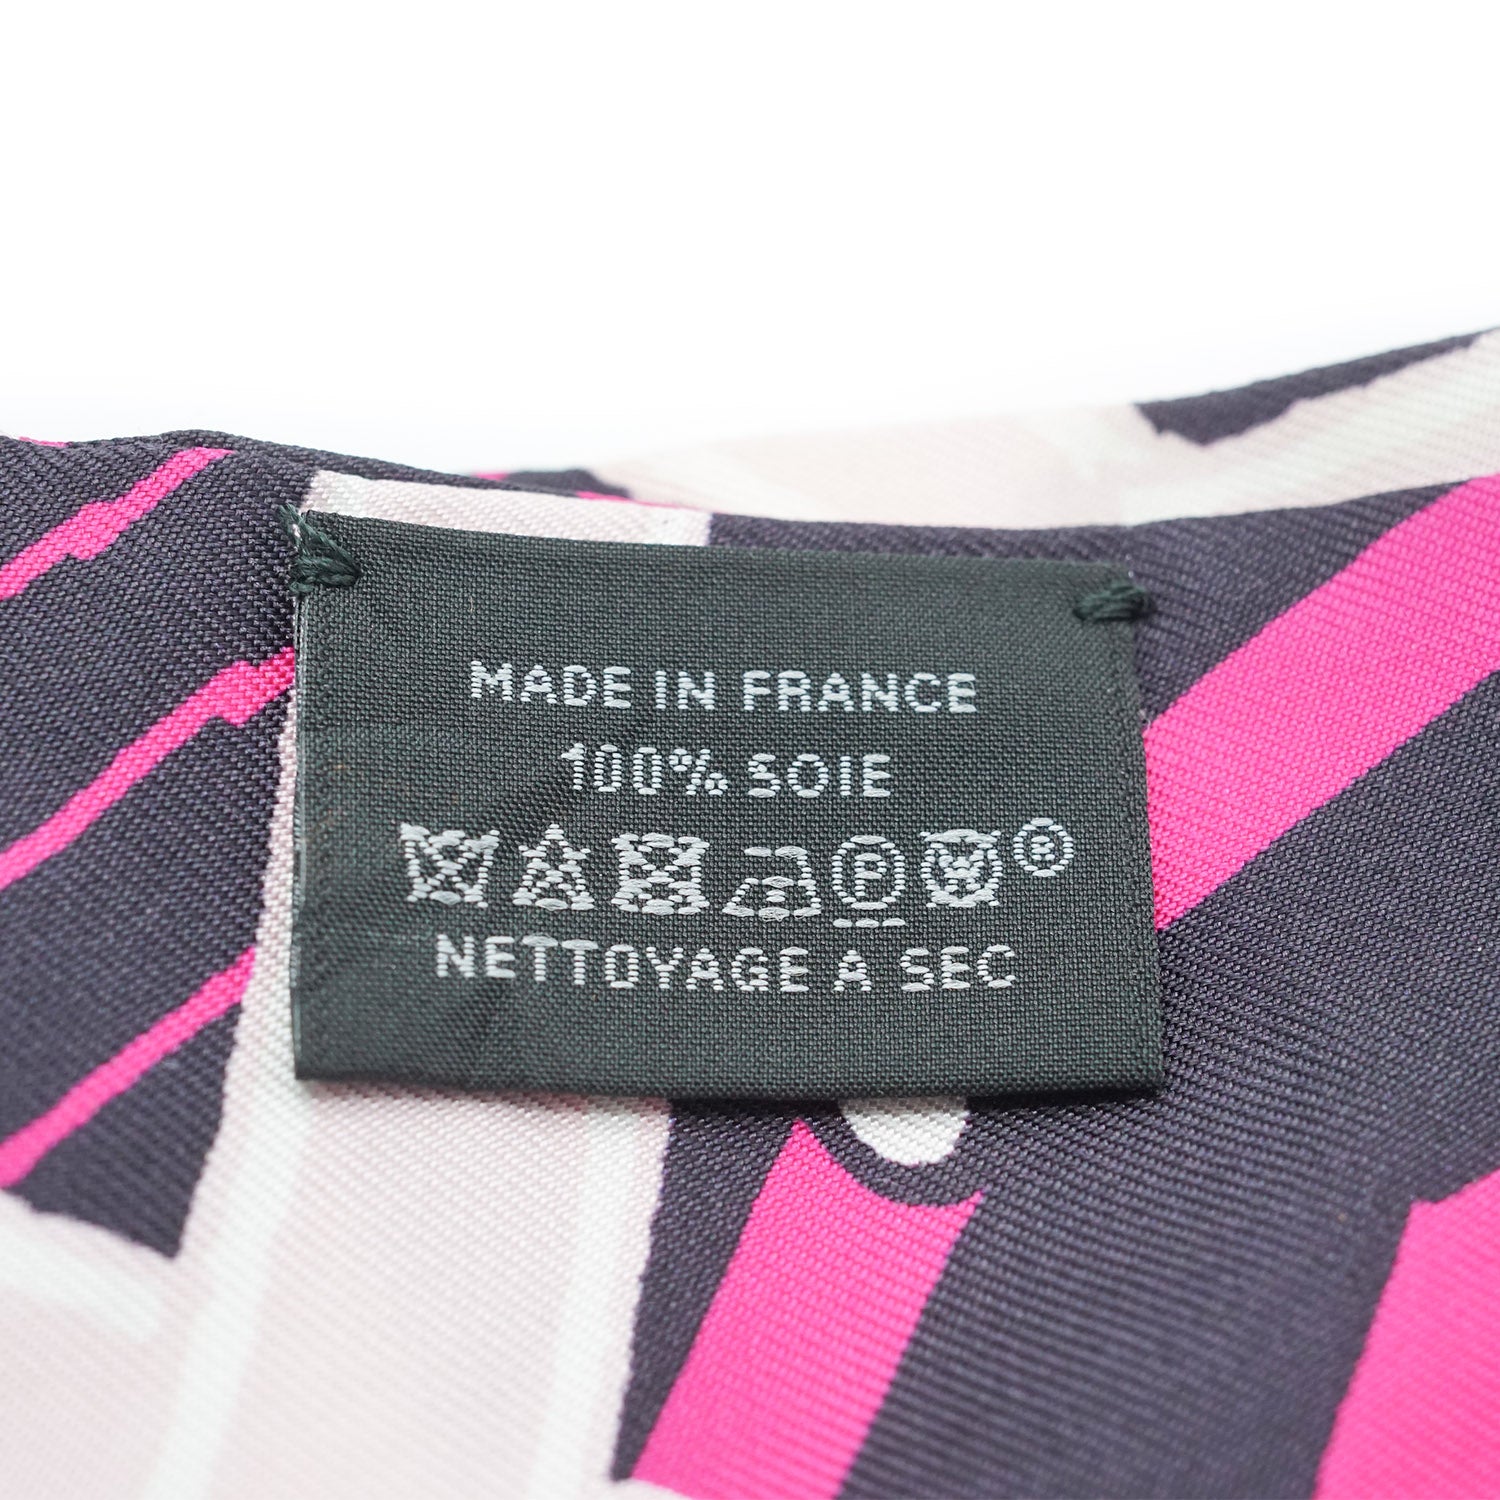 MADE IN FRANCE
100% SOIE
P ®
NETTOYAGE A SEC